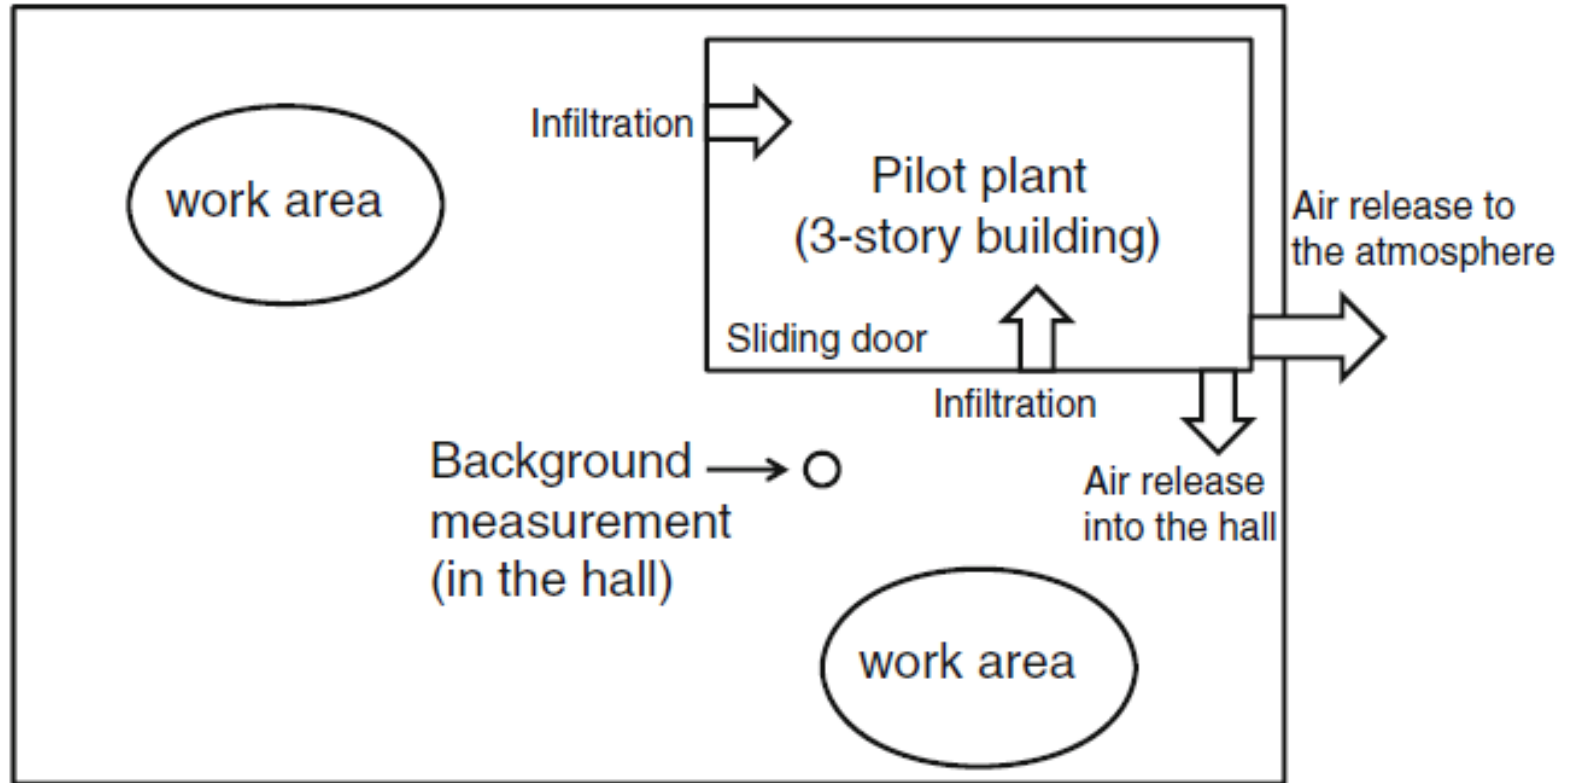 Infiltration
work area
Pilot plant
(3-story building)
Air release to
the atmosphere
Sliding door
Infiltration
Background
measurement
(in the hall)
Air release
into the hall
work area